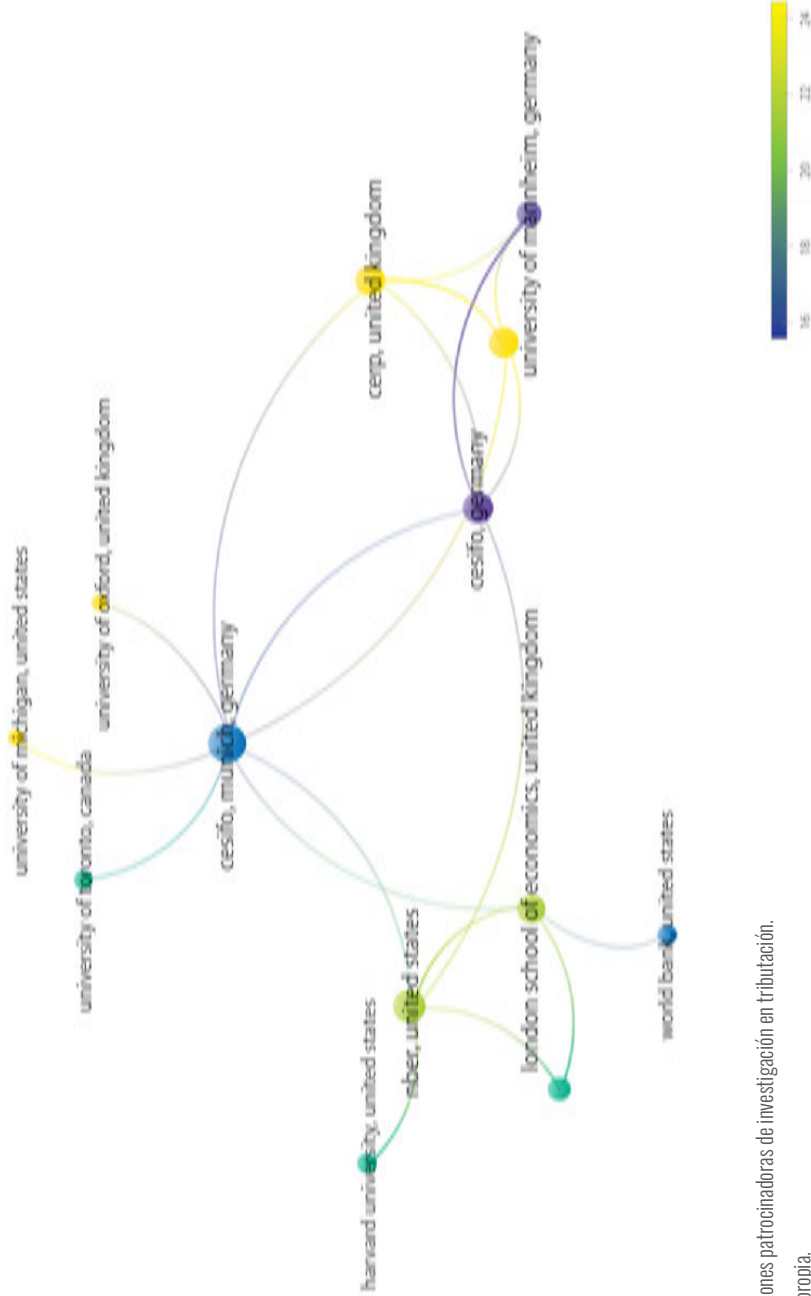 university of michigan, united states
university of oxford, united kingdom
university of toronto, canada
cesifo, munich, germany
cerp, united kingdom
harvard university, united states
nber, united states
cesifo, germany
university of mannheim, germany
london school of economics, united kingdom
world bank, united states
16 18 20 22 24
ones patrocinadoras de investigación en tributación.
propia.